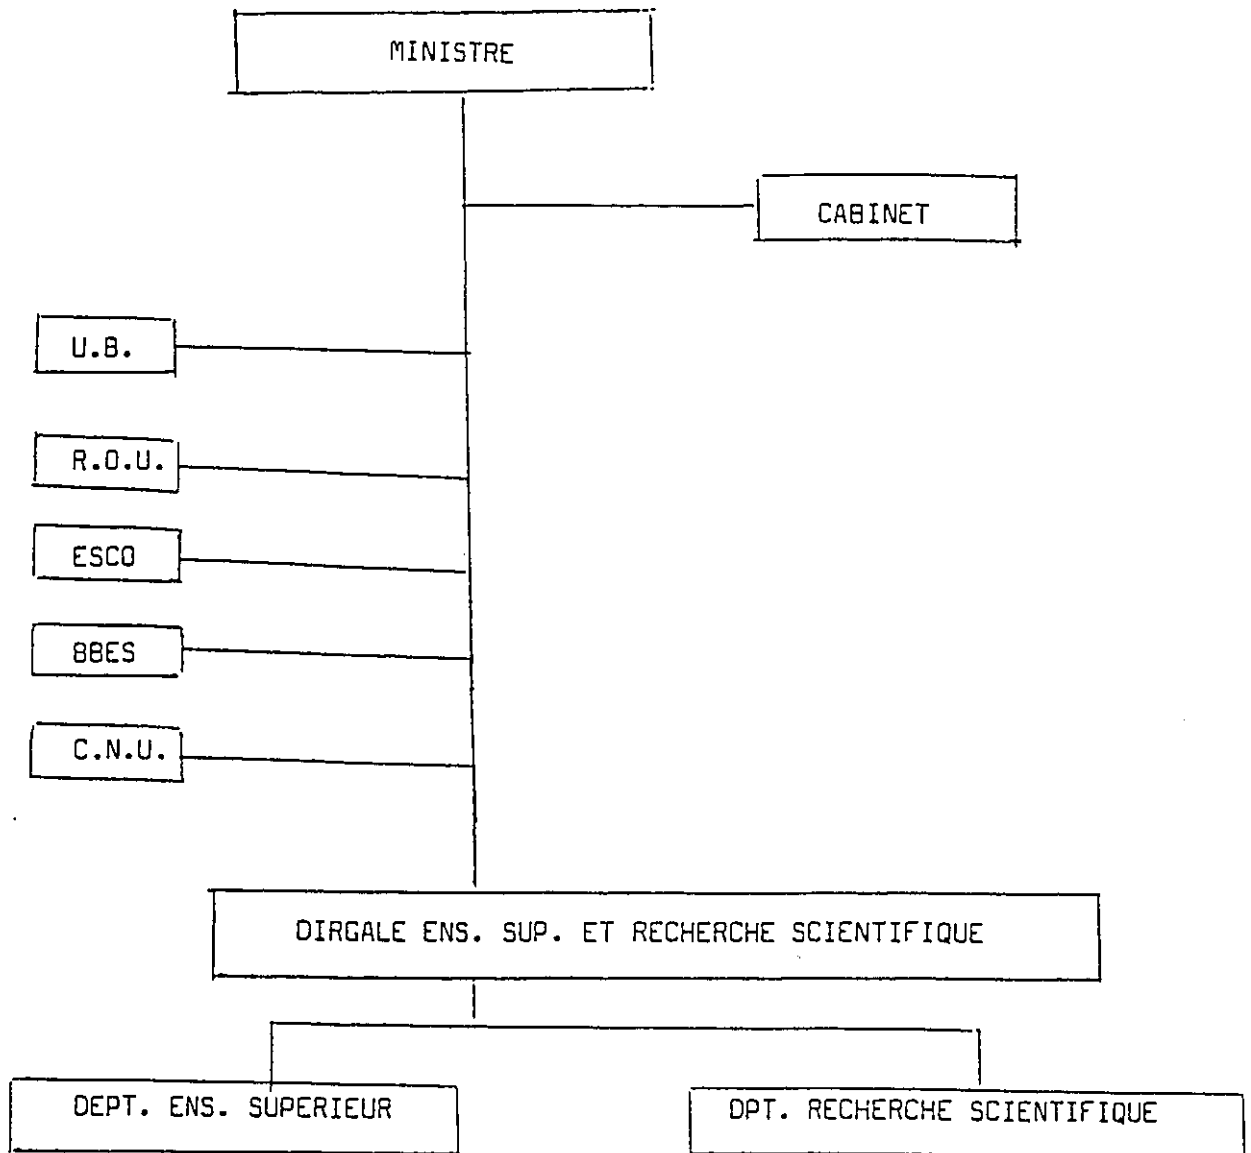 MINISTRE
CABINET
U.B.
R.O.U.
ESCO
BBES
C.N.U.
DIRGALE ENS. SUP. ET RECHERCHE SCIENTIFIQUE
DEPT. ENS. SUPERIEUR
DPT. RECHERCHE SCIENTIFIQUE